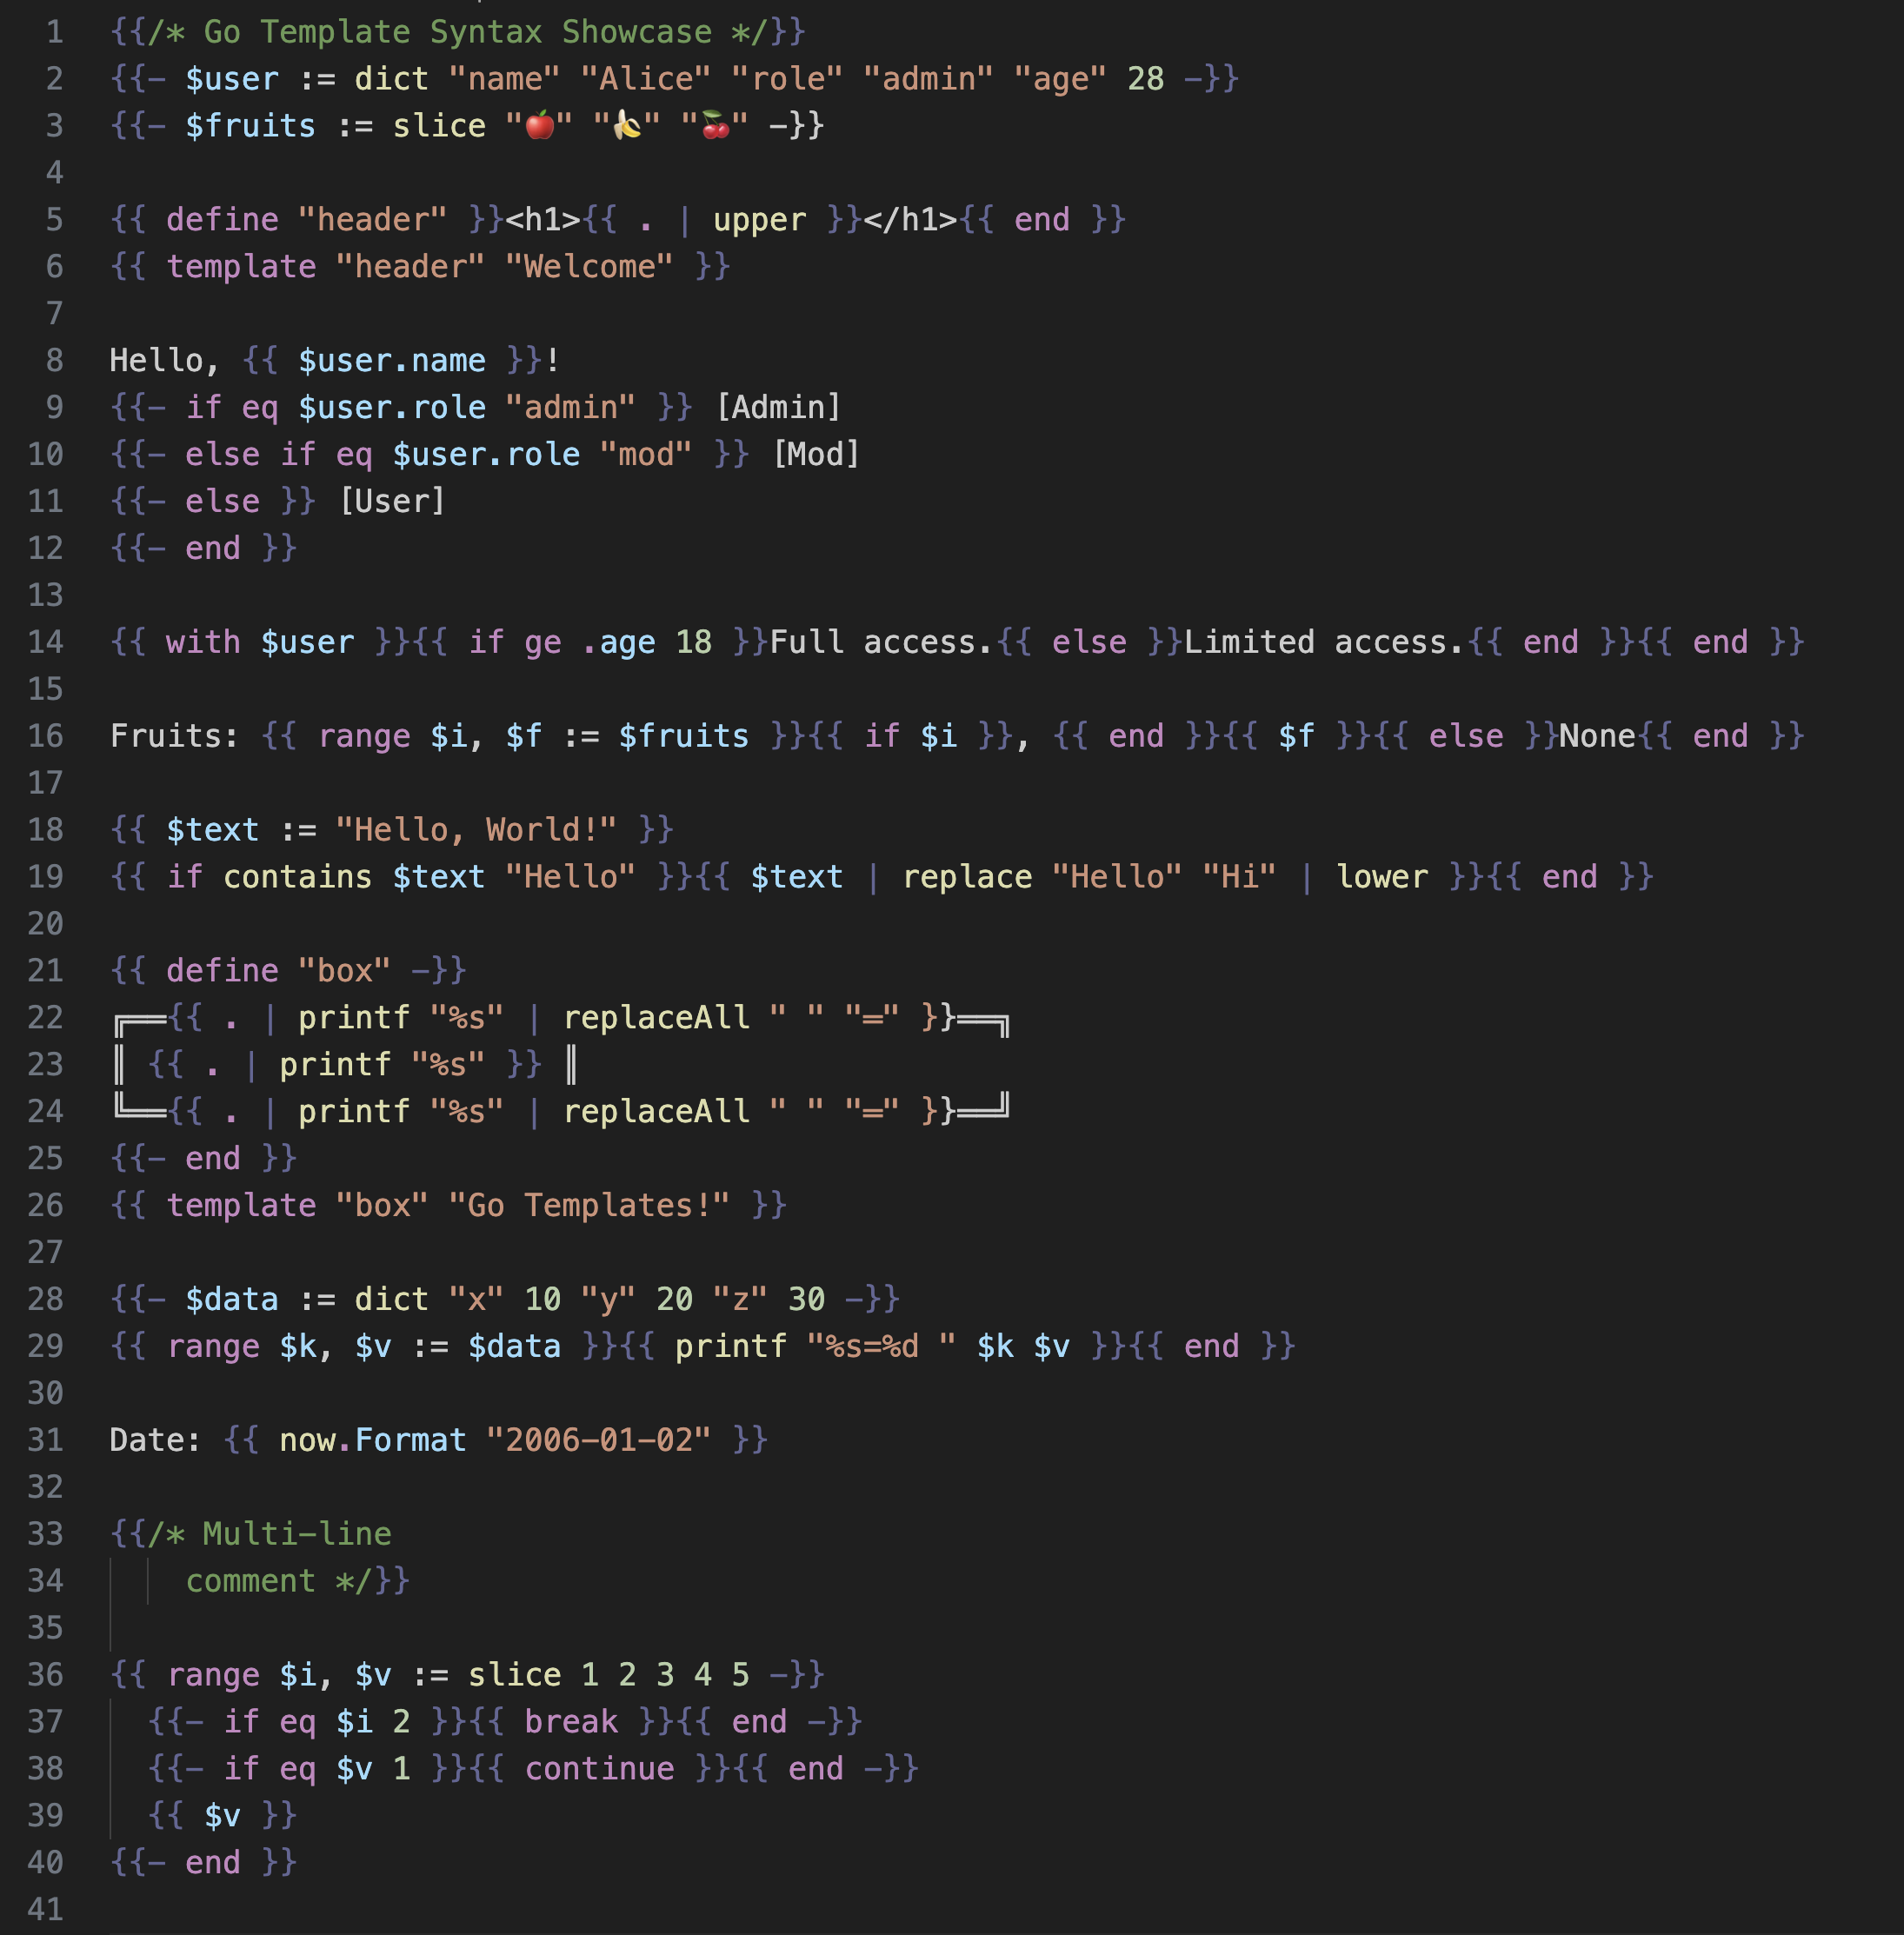 1 {{/* Go Template Syntax Showcase */}}
2 {{- $user := dict "name" "Alice" "role" "admin" "age" 28 -}}
3 {{- $fruits := slice "🍎" "🍌" "🍒" -}}
4
5 {{ define "header" }}<h1>{{ . | upper }}</h1>{{ end }}
6 {{ template "header" "Welcome" }}
7
8 Hello, {{ $user.name }}!
9 {{- if eq $user.role "admin" }} [Admin]
10 {{- else if eq $user.role "mod" }} [Mod]
11 {{- else }} [User]
12 {{- end }}
13
14 {{ with $user }}{{ if ge .age 18 }}Full access.{{ else }}Limited access.{{ end }}{{ end }}
15
16 Fruits: {{ range $i, $f := $fruits }}{{ if $i }}, {{ end }}{{ $f }}{{ else }}None{{ end }}
17
18 {{ $text := "Hello, World!" }}
19 {{ if contains $text "Hello" }}{{ $text | replace "Hello" "Hi" | lower }}{{ end }}
20
21 {{ define "box" -}}
22 ╔══{{ . | printf "%s" | replaceAll " " "═" }}══╗
23 ║ {{ . | printf "%s" }} ║
24 ╚══{{ . | printf "%s" | replaceAll " " "═" }}══╝
25 {{- end }}
26 {{ template "box" "Go Templates!" }}
27
28 {{- $data := dict "x" 10 "y" 20 "z" 30 -}}
29 {{ range $k, $v := $data }}{{ printf "%s=%d " $k $v }}{{ end }}
30
31 Date: {{ now.Format "2006-01-02" }}
32
33 {{/* Multi-line
34     comment */}}
35
36 {{ range $i, $v := slice 1 2 3 4 5 -}}
37   {{- if eq $i 2 }}{{ break }}{{ end -}}
38   {{- if eq $v 1 }}{{ continue }}{{ end -}}
39   {{ $v }}
40 {{- end }}
41